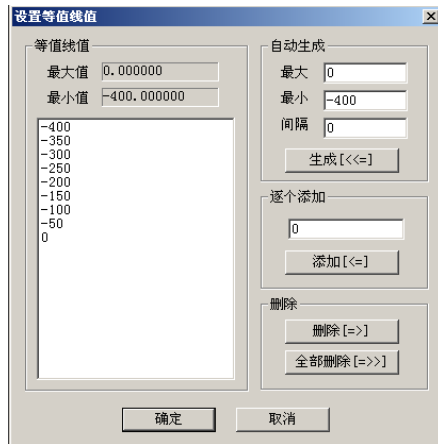 设置等值线值
等值线值
最大值 0.000000
最小值 -400.000000
-400
-350
-300
-250
-200
-150
-100
-50
0
自动生成
最大 0
最小 -400
间隔 0
生成[<<=]
逐个添加
0
添加[<=]
删除
删除[=>]
全部删除[=>>]
确定
取消